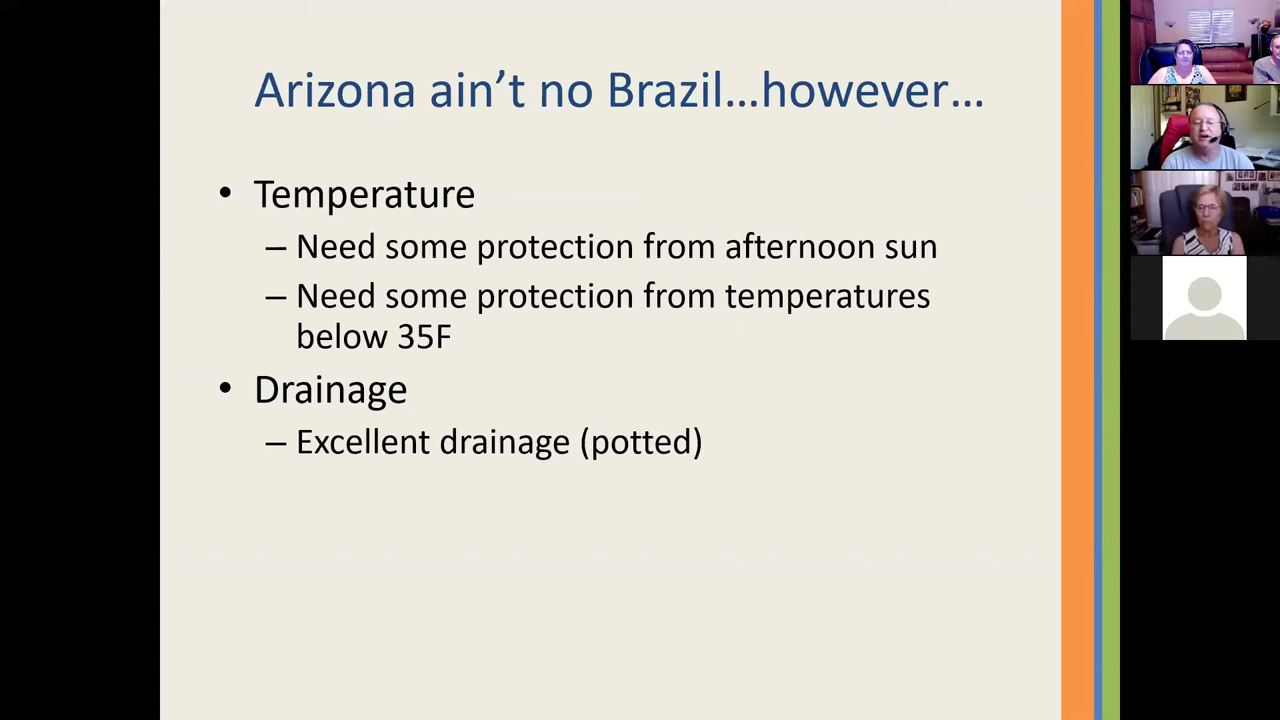 Arizona ain’t no Brazil…however…
• Temperature
– Need some protection from afternoon sun
– Need some protection from temperatures
below 35F
• Drainage
– Excellent drainage (potted)